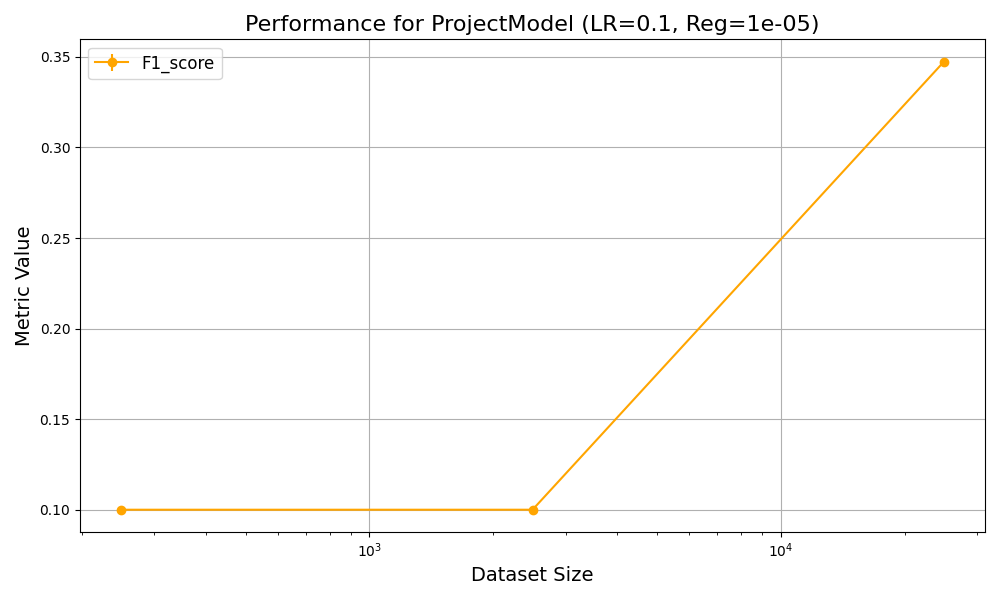 Performance for ProjectModel (LR=0.1, Reg=1e-05)
F1_score
Metric Value
0.35
0.30
0.25
0.20
0.15
0.10
10³
10⁴
Dataset Size